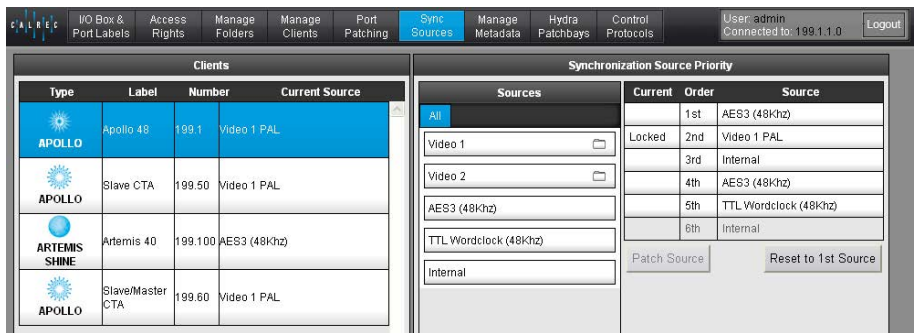 CALREC
I/O Box & Port Labels
Access Rights
Manage Folders
Manage Clients
Port Patching
Sync Sources
Manage Metadata
Hydra Patchbays
Control Protocols
User: admin
Connected to: 199.1.1.0
Logout
Clients
Type Label Number Current Source
APOLLO Apollo 48 199.1 Video 1 PAL
APOLLO Slave CTA 199.50 Video 1 PAL
ARTEMIS SHINE Artemis 40 199.100 AES3 (48Khz)
APOLLO Slave/Master CTA 199.60 Video 1 PAL
Synchronization Source Priority
Sources
All
Video 1
Video 2
AES3 (48Khz)
TTL Wordclock (48Khz)
Internal
Current Order Source
1st AES3 (48Khz)
Locked 2nd Video 1 PAL
3rd Internal
4th AES3 (48Khz)
5th TTL Wordclock (48Khz)
6th Internal
Patch Source
Reset to 1st Source